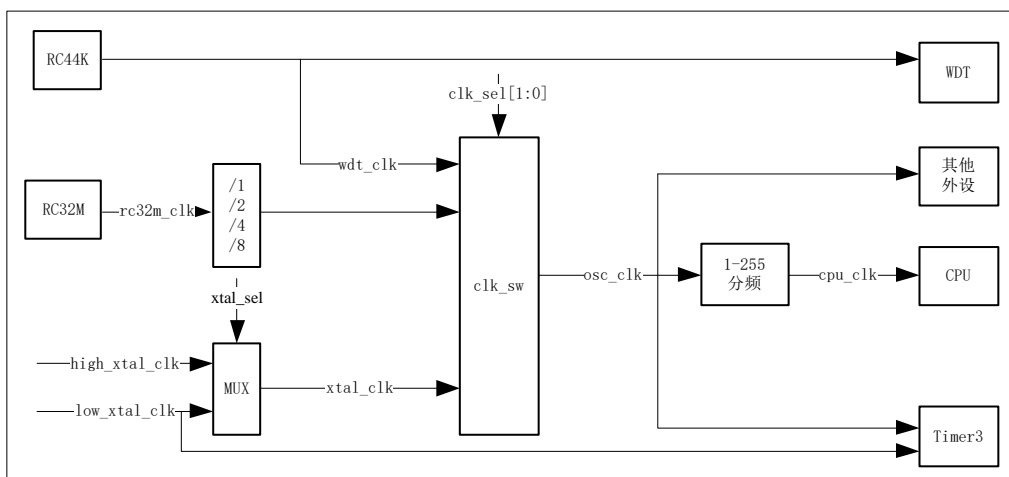 RC44K
WDT
clk_sel[1:0]
wdt_clk
其他
外设
/1
/2
/4
/8
RC32M
rc32m_clk
clk_sw
osc_clk
1-255
分频
cpu_clk
CPU
xtal_sel
high_xtal_clk
MUX
xtal_clk
low_xtal_clk
Timer3